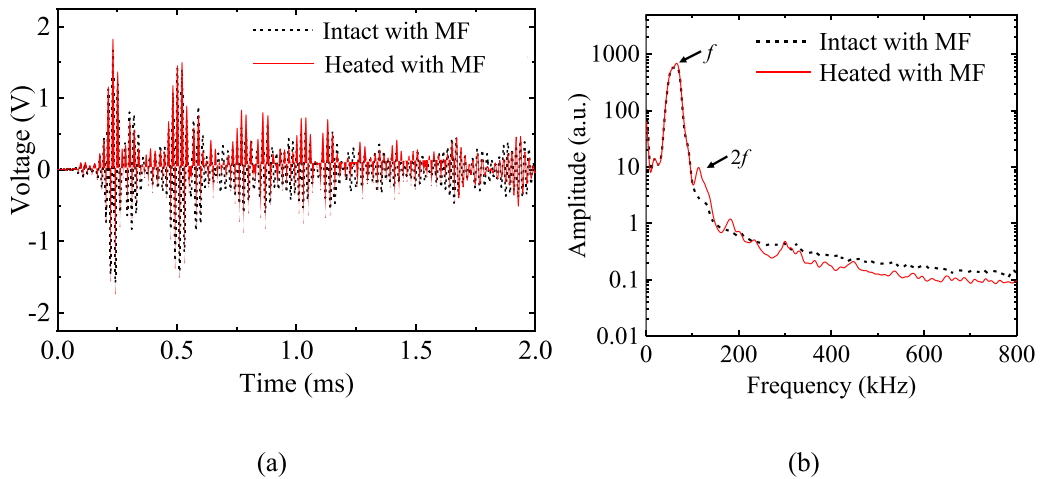 2
1
0
-1
-2
Voltage (V)
0.0
0.5
1.0
1.5
2.0
Time (ms)
Intact with MF
Heated with MF
(a)
1000
100
10
1
0.1
0.01
Amplitude (a.u.)
0
200
400
600
800
Frequency (kHz)
Intact with MF
Heated with MF
f
2f
(b)